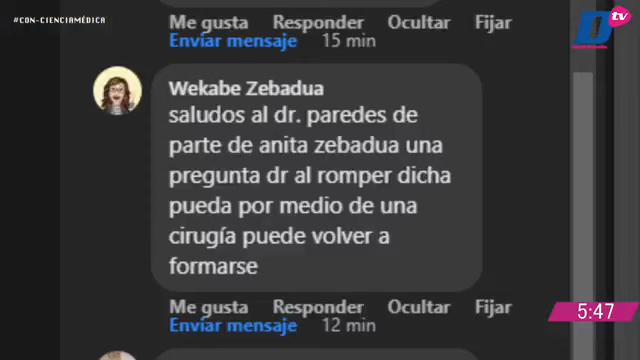 #CON-CIENCIAMÉDICA
D tv
Me gusta Responder Ocultar Fijar
Enviar mensaje 15 min
Wekabe Zebadua
saludos al dr. paredes de
parte de anita zebadua una
pregunta dr al romper dicha
pueda por medio de una
cirugía puede volver a
formarse
Me gusta Responder Ocultar Fijar
Enviar mensaje 12 min
5:47